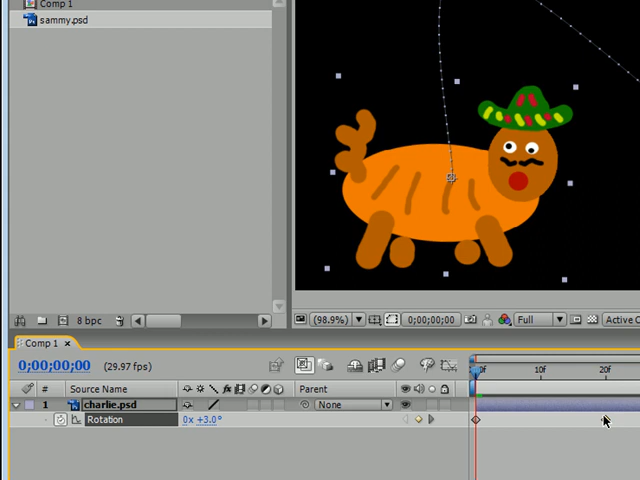 Comp 1
sammy.psd
8 bpc
(98.9%)
0;00;00;00
Full
Active C
Comp 1
0;00;00;00 (29.97 fps)
0f 10f 20f
# Source Name Parent
1 charlie.psd None
Rotation 0x +3.0°